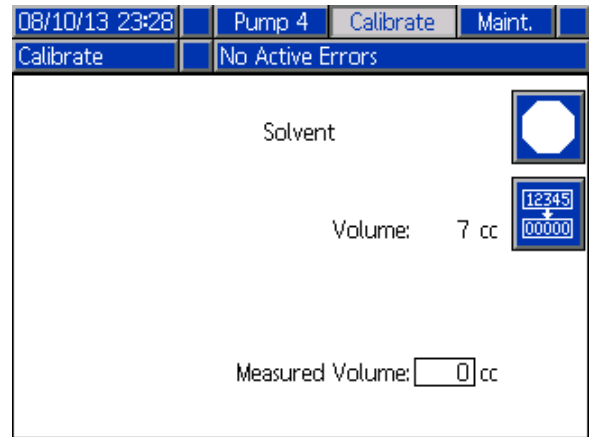 08/10/13 23:28 Pump 4 Calibrate Maint.
Calibrate No Active Errors
Solvent
12345
00000
Volume: 7 cc
Measured Volume: 0 cc